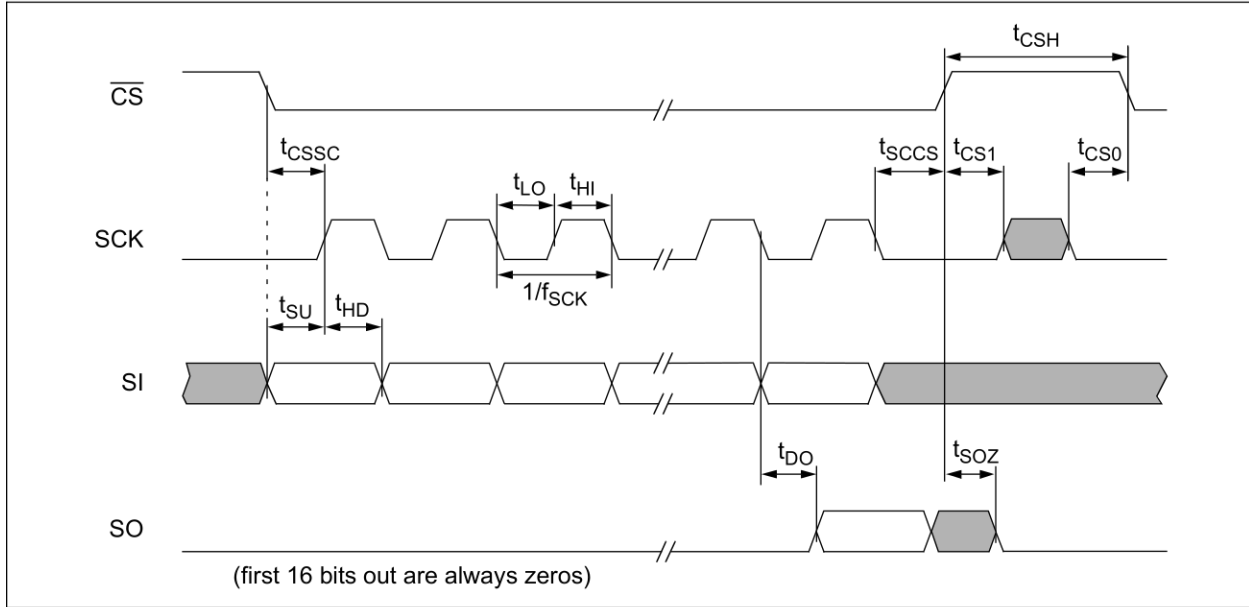 tCSH
CS
tCSSC
tSCCS
tCS1
tCS0
tLO
tHI
SCK
1/fSCK
tSU
tHD
SI
tDO
tSOZ
SO
(first 16 bits out are always zeros)